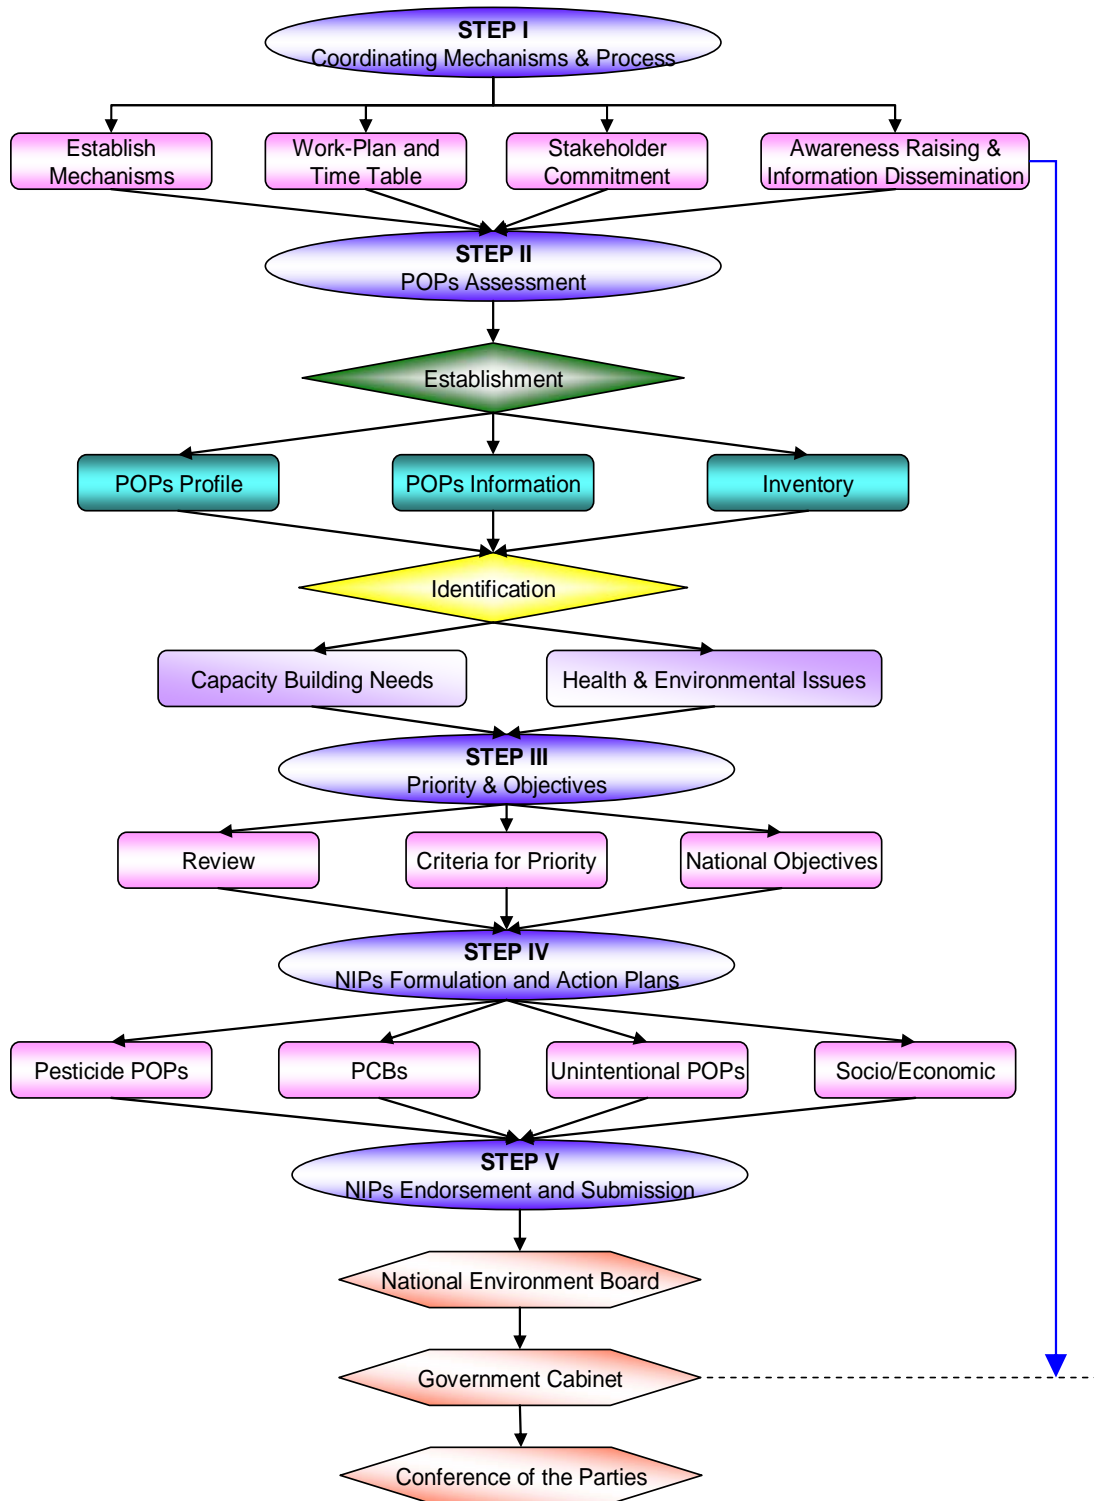 STEP I
Coordinating Mechanisms & Process
Establish
Mechanisms
Work-Plan and
Time Table
Stakeholder
Commitment
Awareness Raising &
Information Dissemination
STEP II
POPs Assessment
Establishment
POPs Profile
POPs Information
Inventory
Identification
Capacity Building Needs
Health & Environmental Issues
STEP III
Priority & Objectives
Review
Criteria for Priority
National Objectives
STEP IV
NIPs Formulation and Action Plans
Pesticide POPs
PCBs
Unintentional POPs
Socio/Economic
STEP V
NIPs Endorsement and Submission
National Environment Board
Government Cabinet
Conference of the Parties